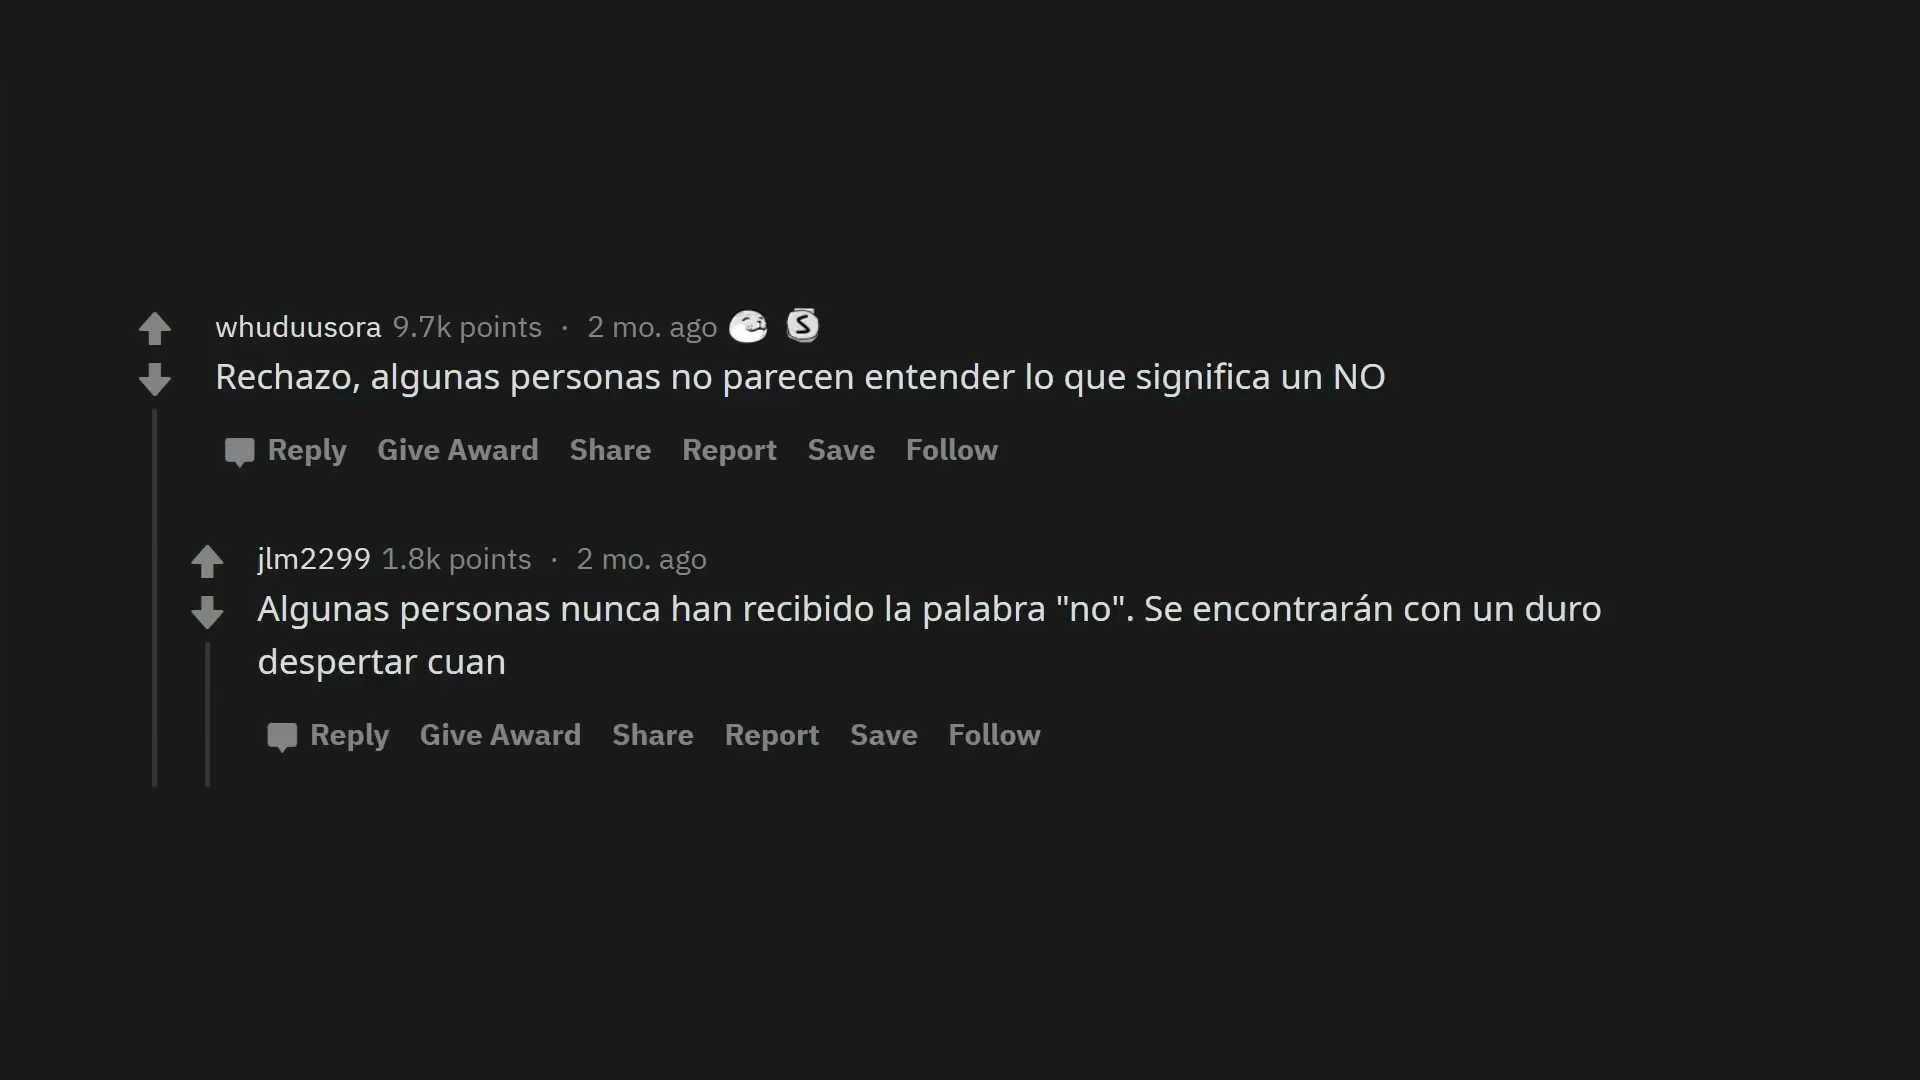 whuduusora 9.7k points · 2 mo. ago
Rechazo, algunas personas no parecen entender lo que significa un NO
Reply Give Award Share Report Save Follow
jlm2299 1.8k points · 2 mo. ago
Algunas personas nunca han recibido la palabra "no". Se encontrarán con un duro
despertar cuan
Reply Give Award Share Report Save Follow